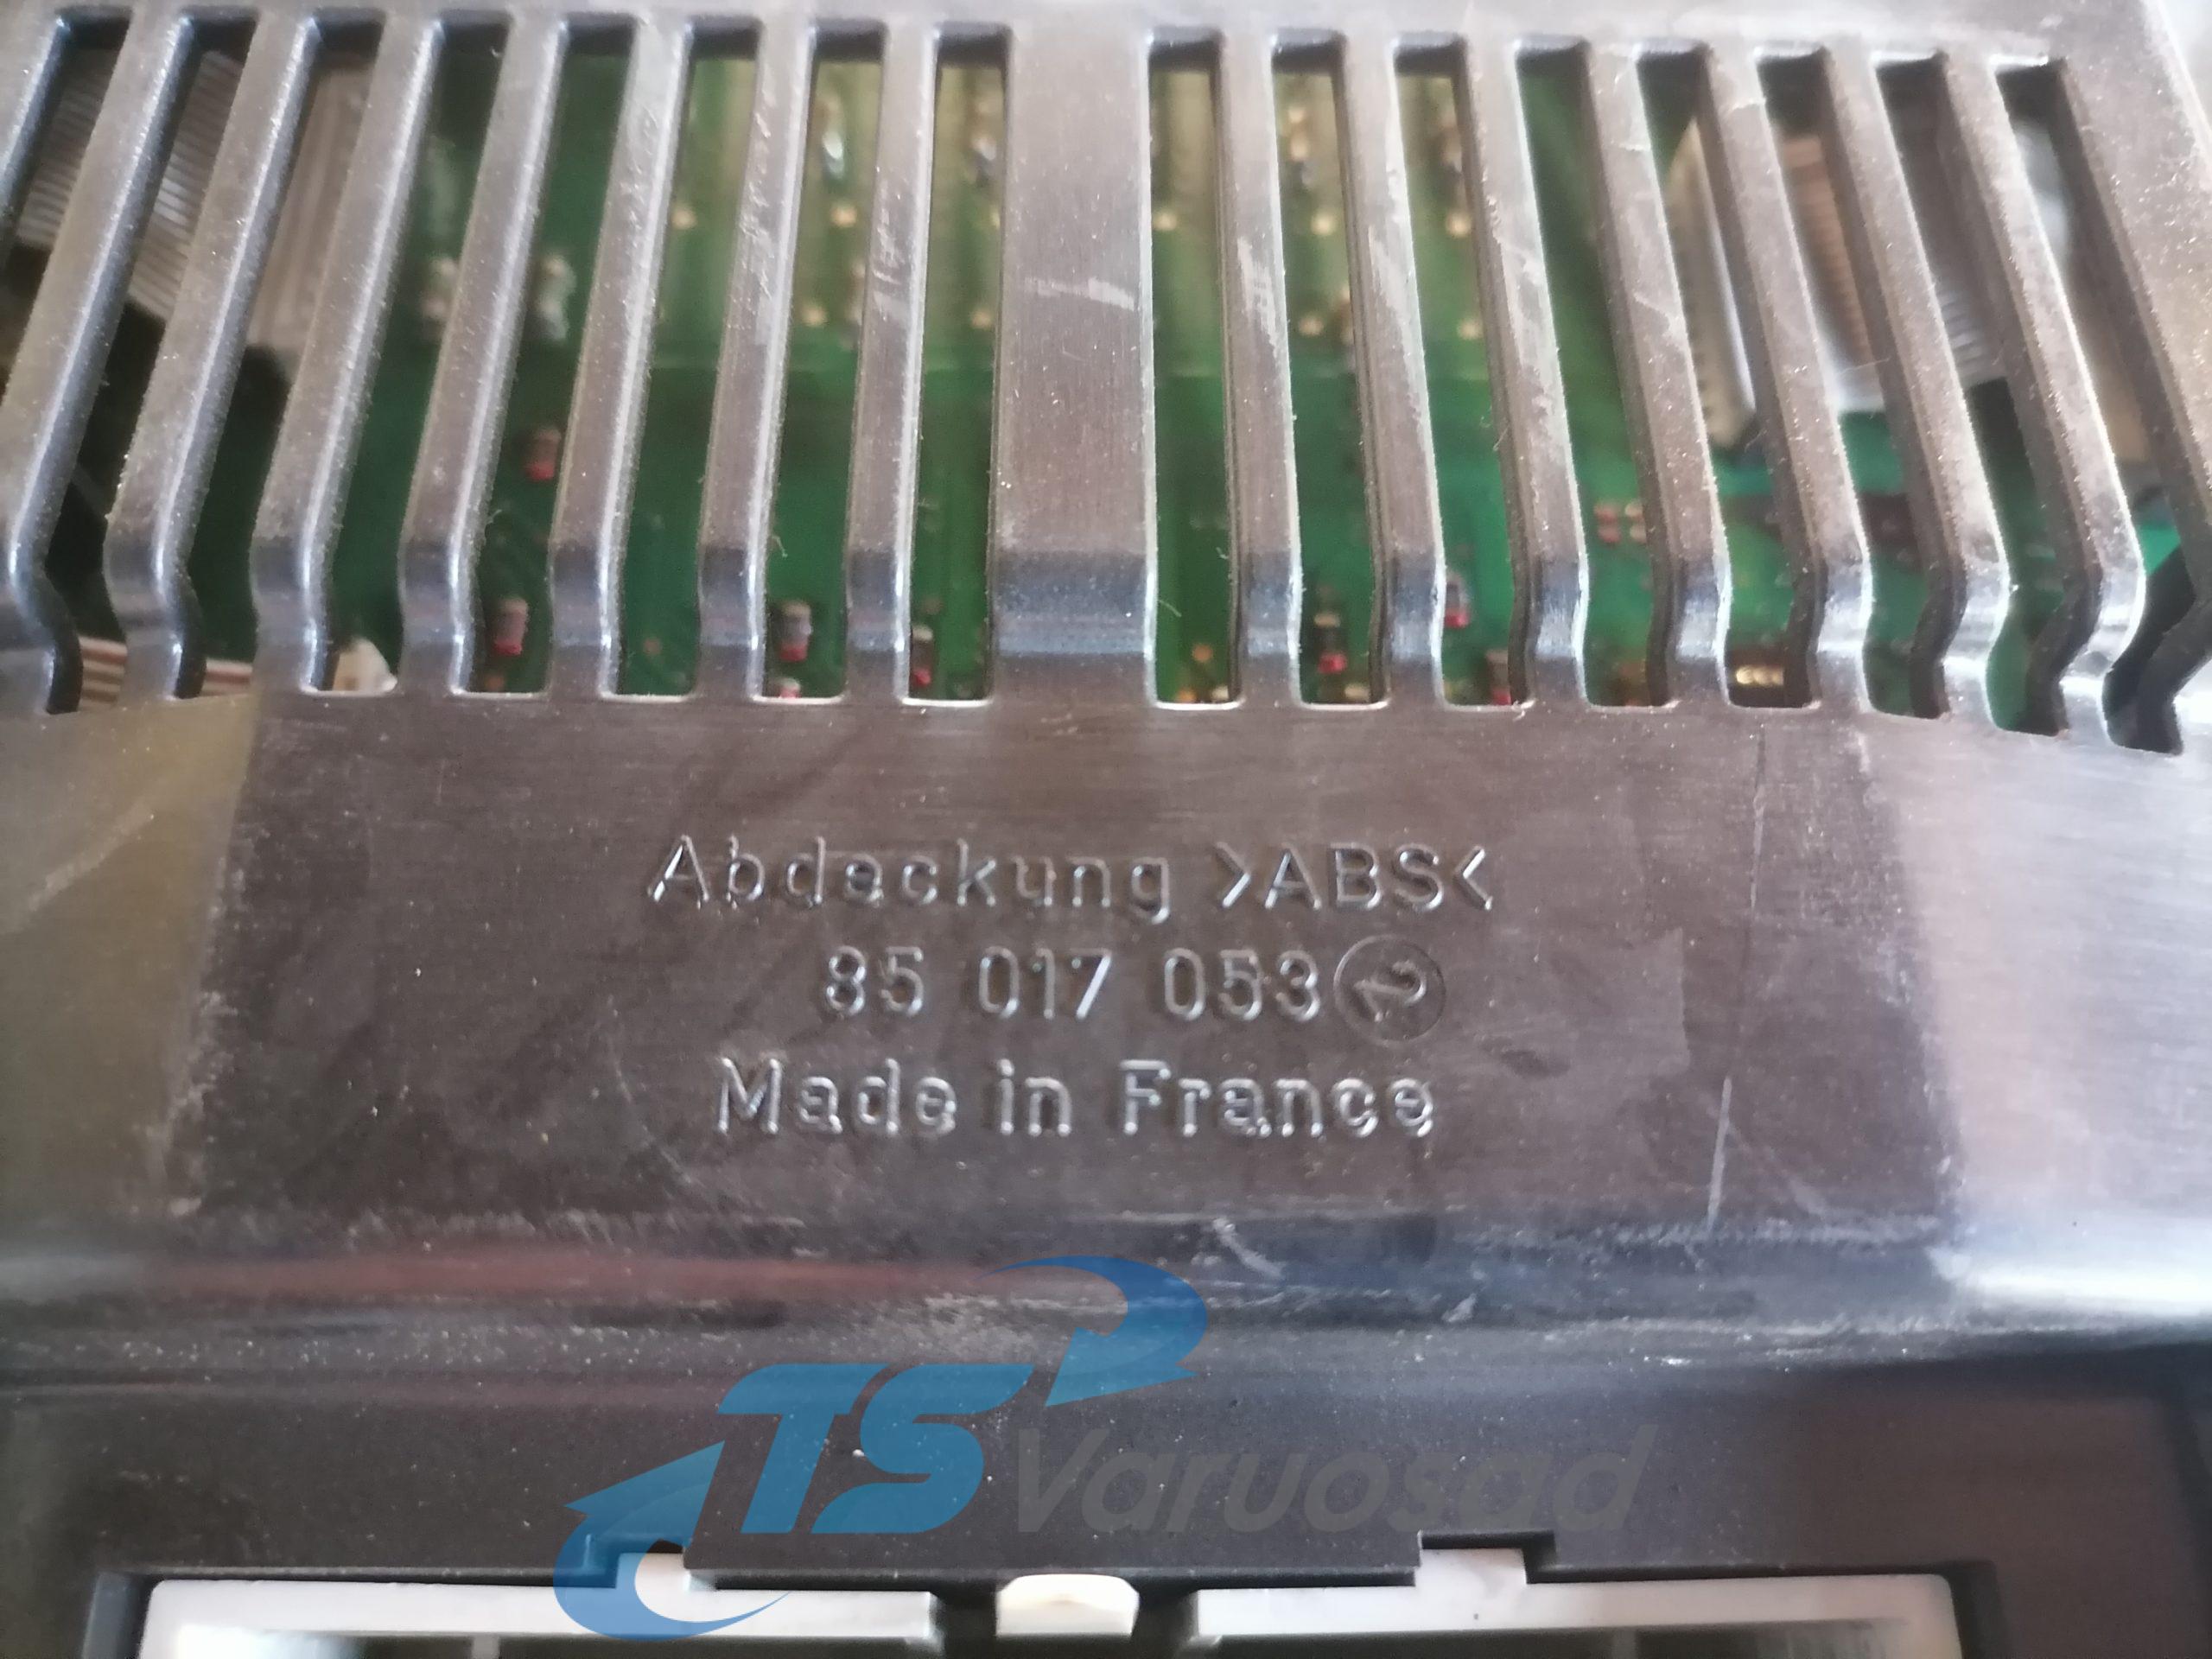 Abdeckung >ABS<
85 017 053
Made in France
TS Varuosad